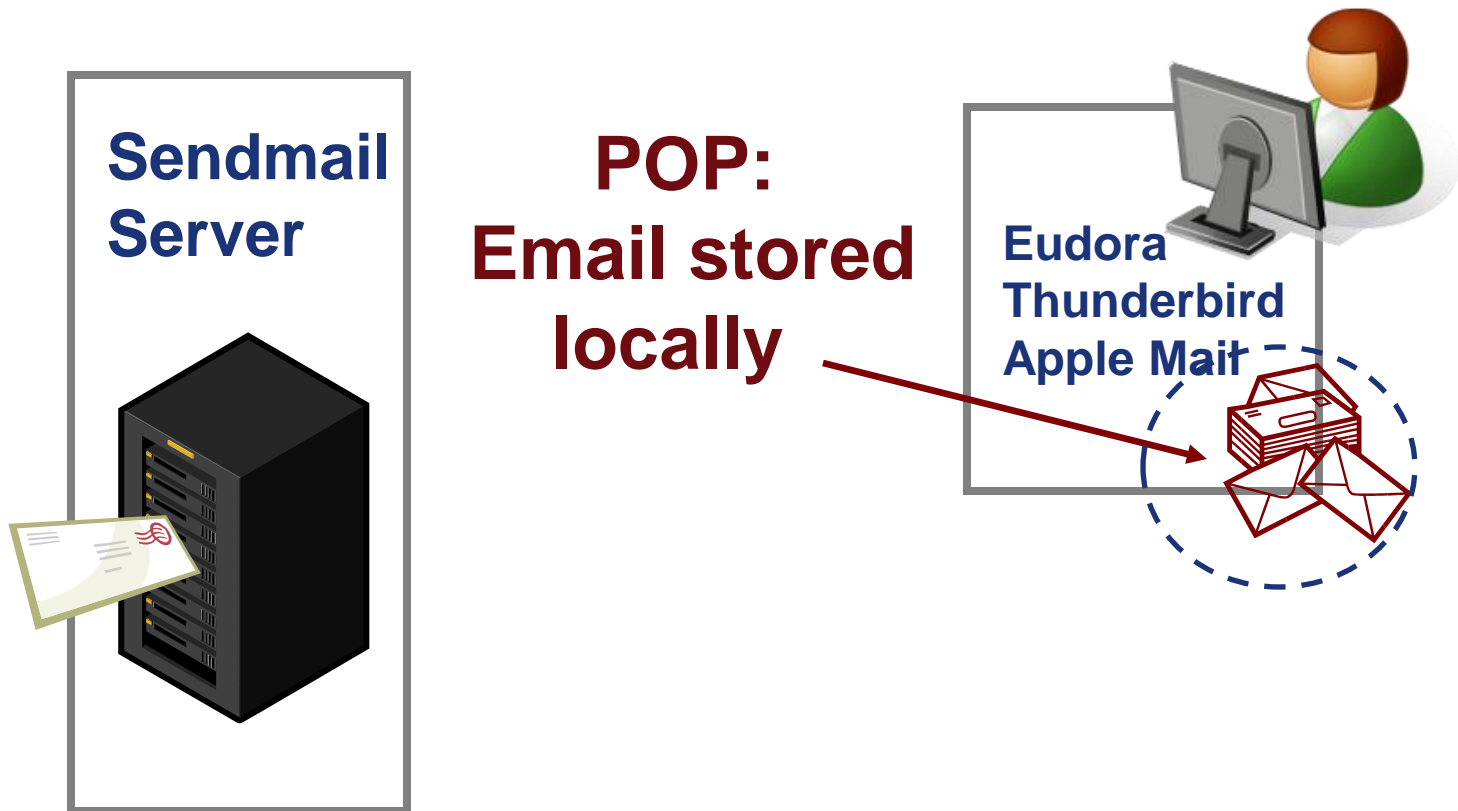 Sendmail
Server
POP:
Email stored
locally
Eudora
Thunderbird
Apple Mail